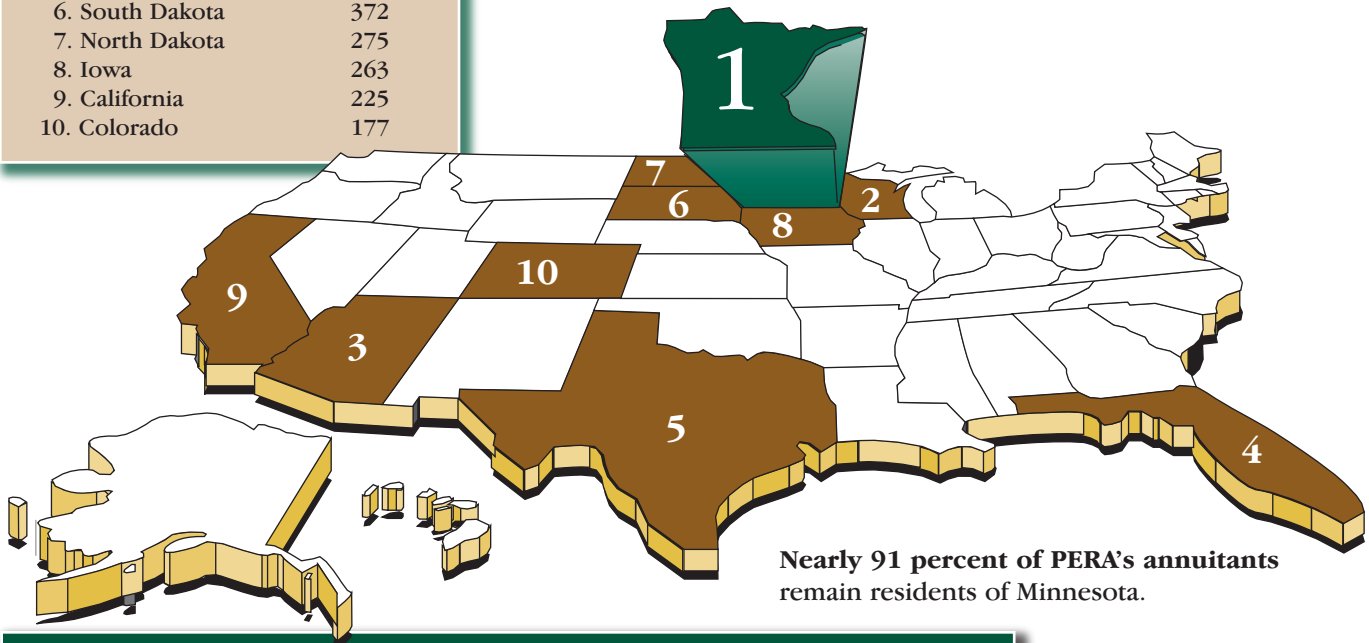 6. South Dakota 372
7. North Dakota 275
8. Iowa 263
9. California 225
10. Colorado 177
1
7
6
2
8
10
9
3
5
4
Nearly 91 percent of PERA's annuitants
remain residents of Minnesota.